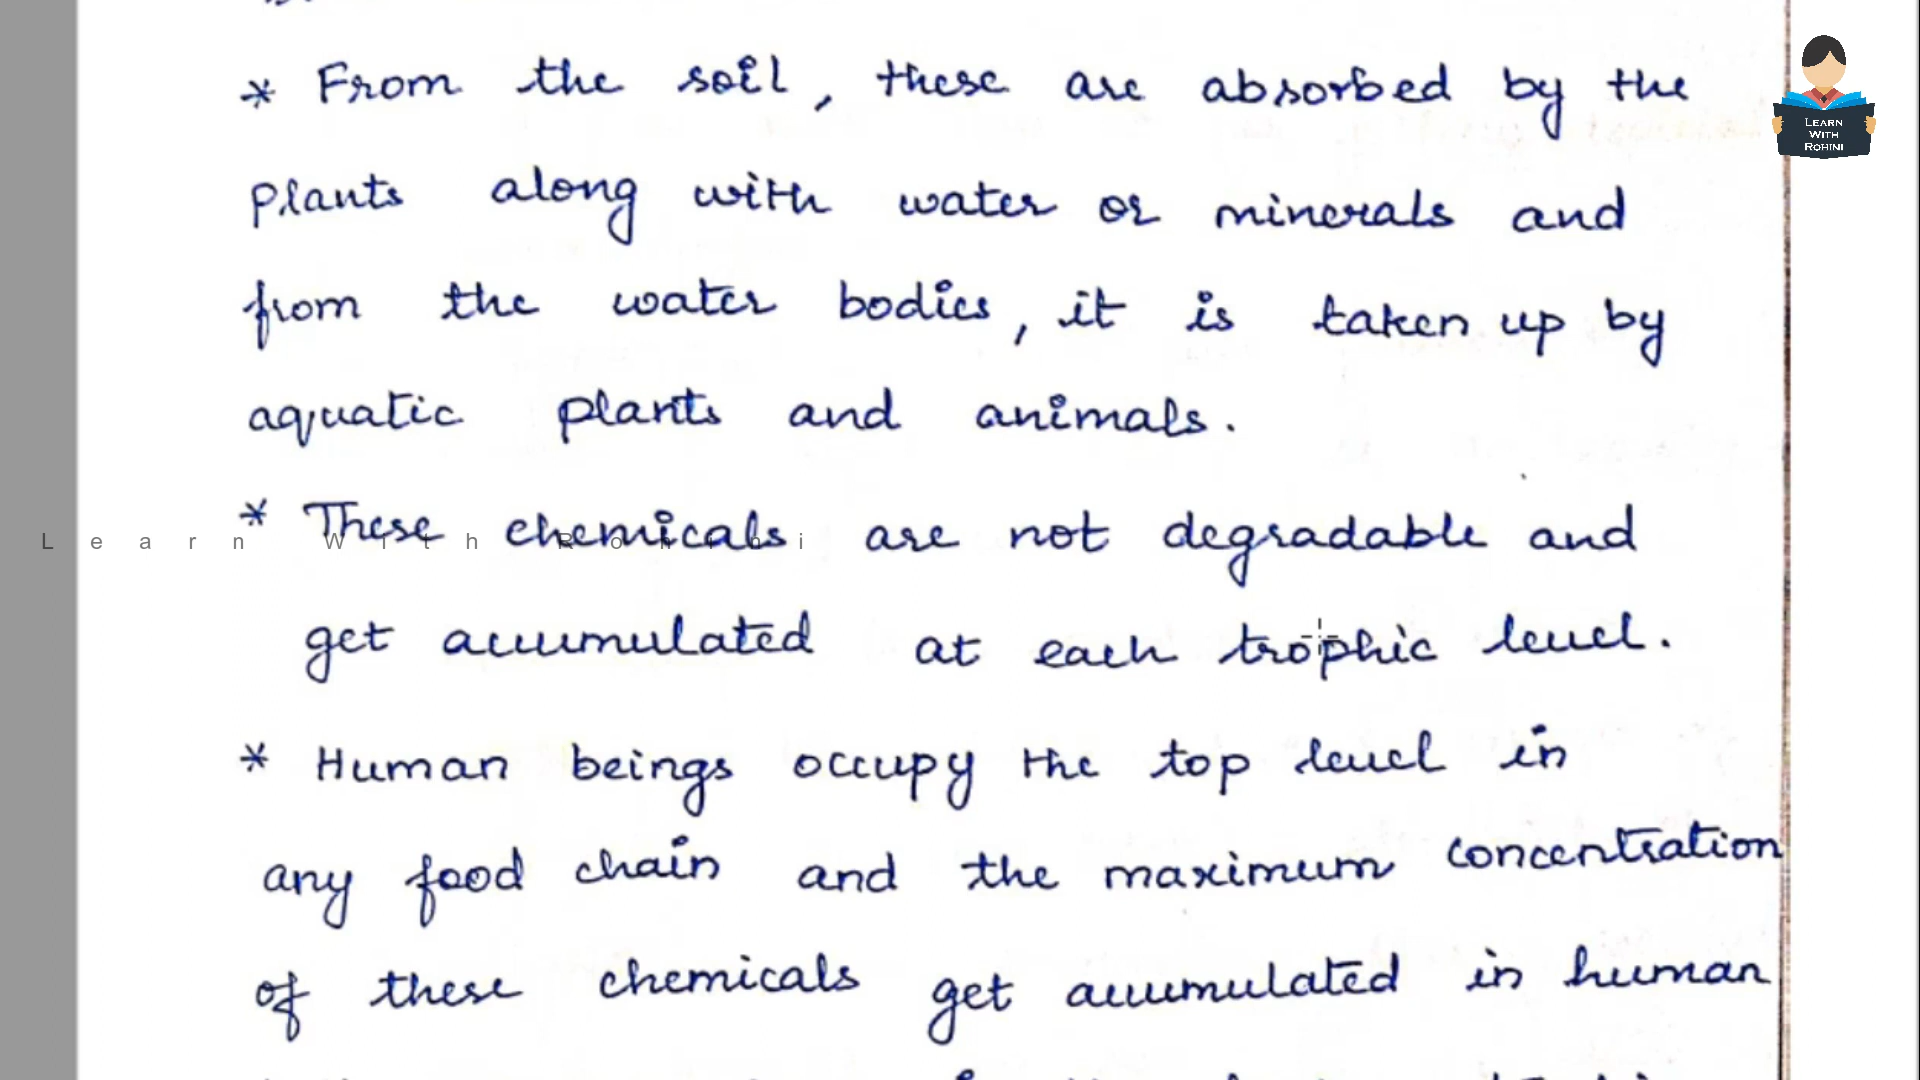 * From the soil, these are absorbed by the
plants along with water or minerals and
from the water bodies, it is taken up by
aquatic plants and animals.
* These chemicals are not degradable and
get accumulated at each trophic level.
* Human beings occupy the top level in
any food chain and the maximum concentration
of these chemicals get accumulated in human
LEARN
WITH
ROHINI
Learn With Rohini